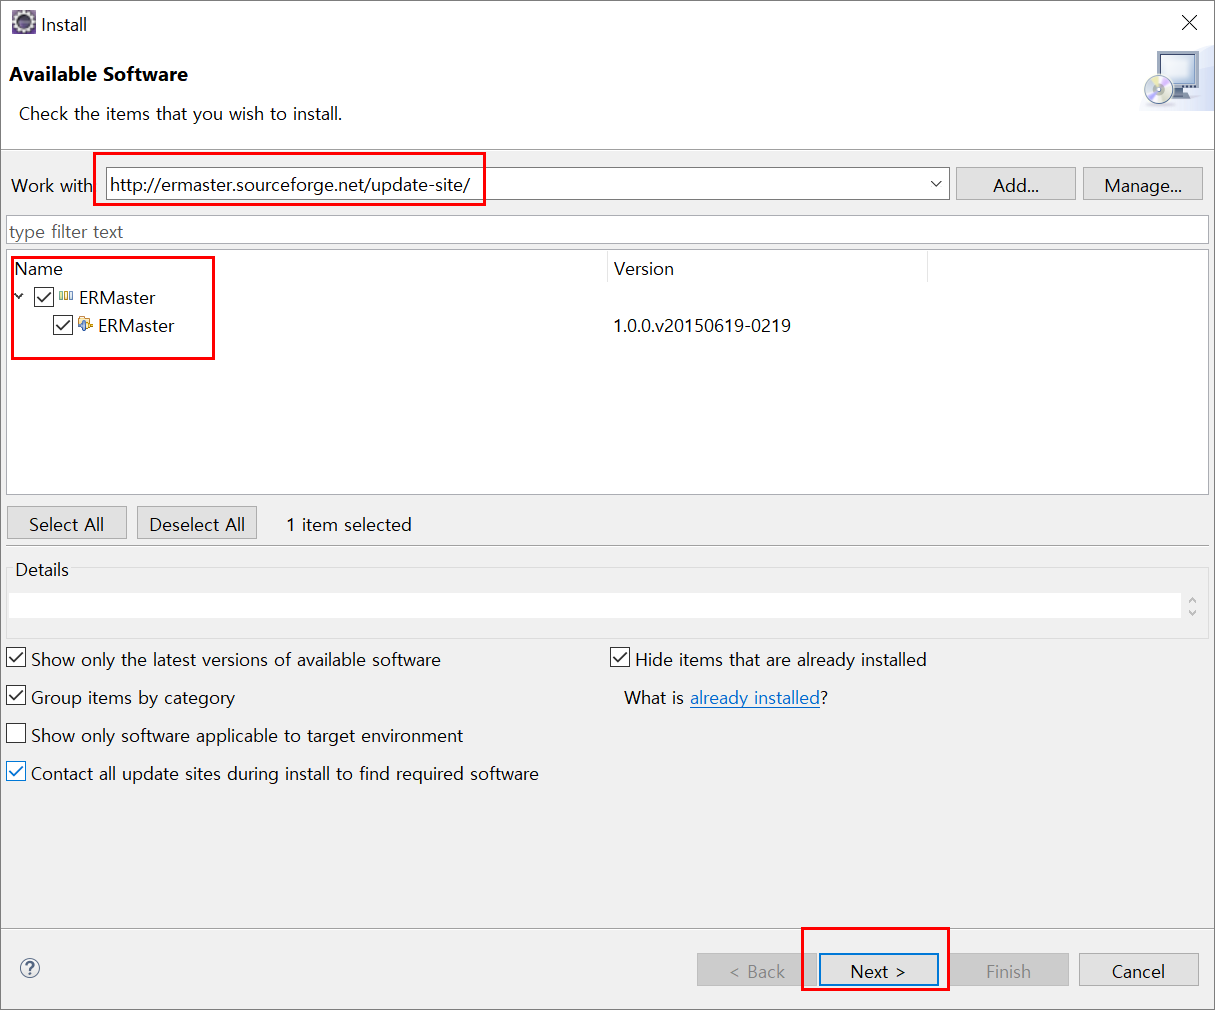 Install
Available Software
Check the items that you wish to install.
Work with http://ermaster.sourceforge.net/update-site/ Add... Manage...
type filter text
Name Version
ERMaster
ERMaster 1.0.0.v20150619-0219
Select All Deselect All 1 item selected
Details
Show only the latest versions of available software Hide items that are already installed
Group items by category What is already installed?
Show only software applicable to target environment
Contact all update sites during install to find required software
? < Back Next > Finish Cancel